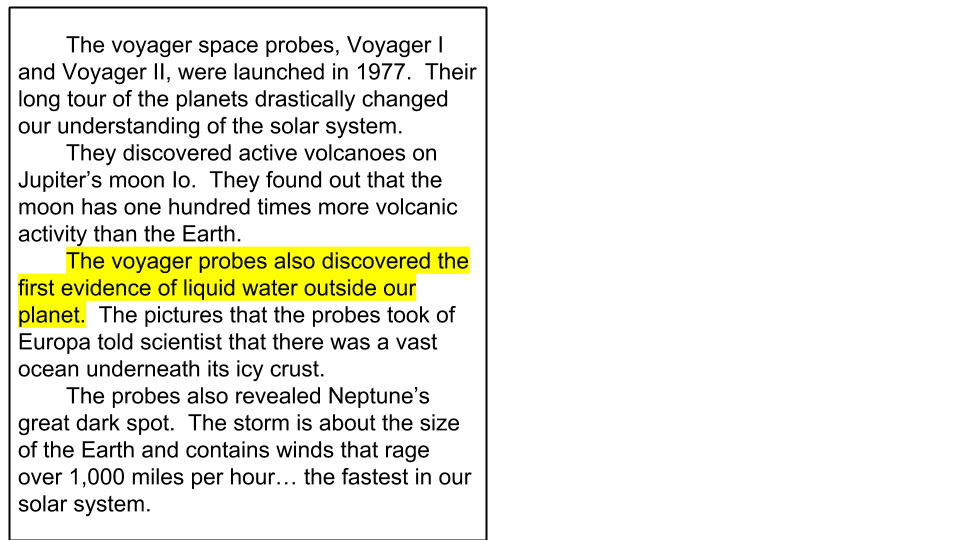 The voyager space probes, Voyager I
and Voyager II, were launched in 1977.  Their
long tour of the planets drastically changed
our understanding of the solar system.
They discovered active volcanoes on
Jupiter’s moon Io.  They found out that the
moon has one hundred times more volcanic
activity than the Earth.
The voyager probes also discovered the
first evidence of liquid water outside our
planet.  The pictures that the probes took of
Europa told scientist that there was a vast
ocean underneath its icy crust.
The probes also revealed Neptune’s
great dark spot.  The storm is about the size
of the Earth and contains winds that rage
over 1,000 miles per hour… the fastest in our
solar system.